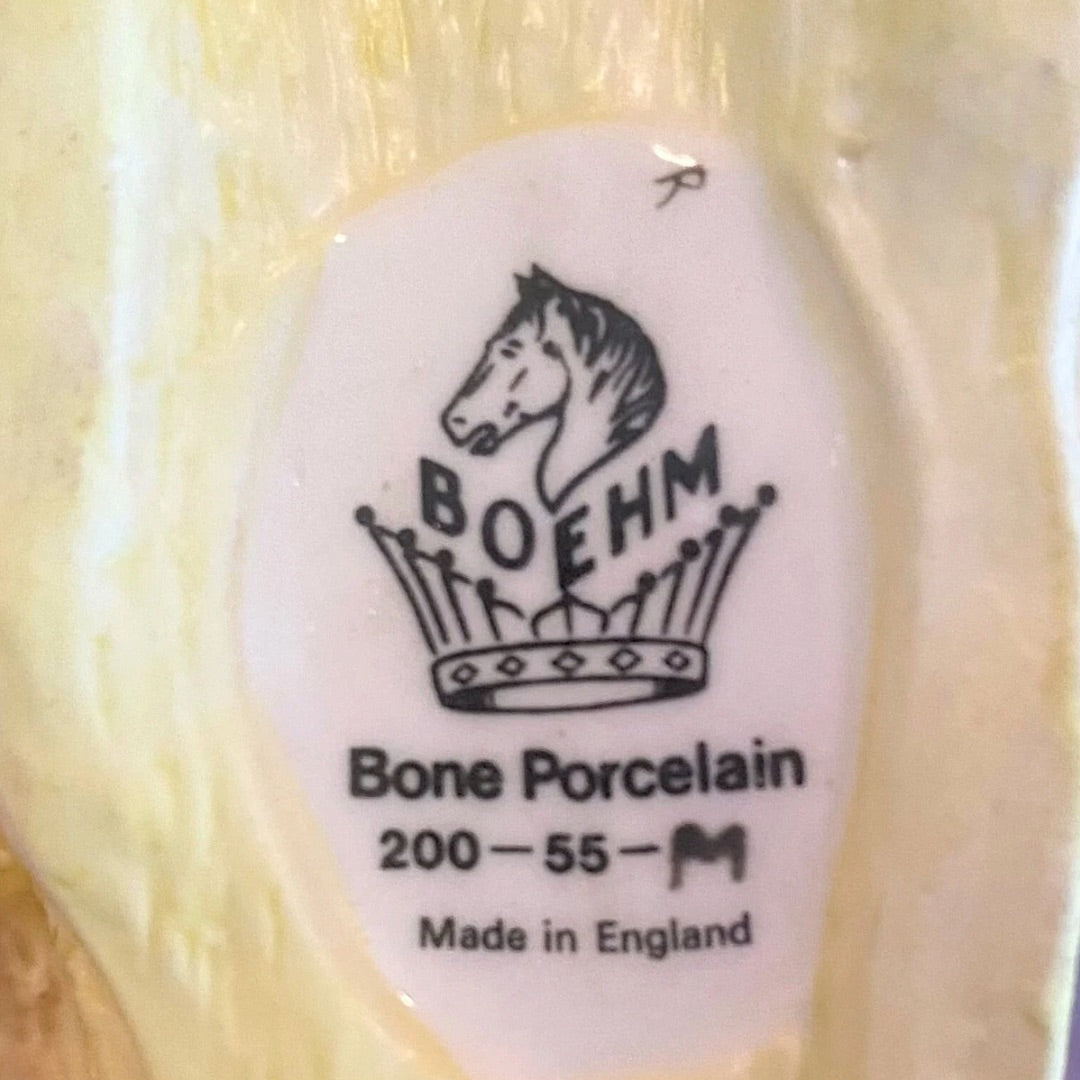 R
BOEHM
Bone Porcelain
200–55–M
Made in England